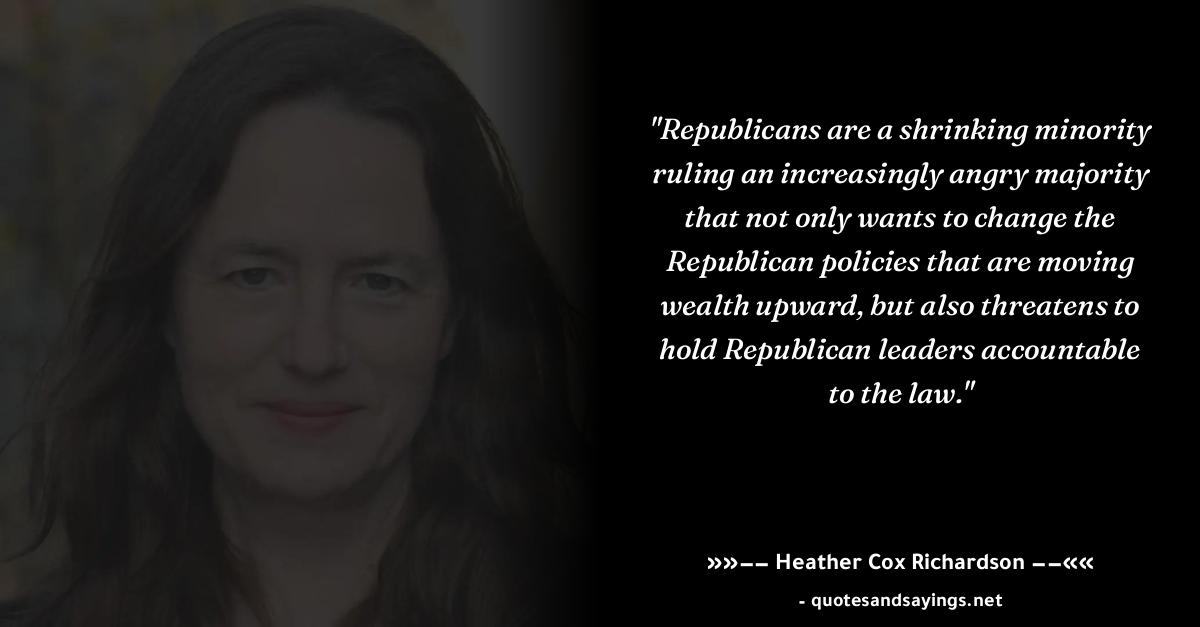 "Republicans are a shrinking minority
ruling an increasingly angry majority
that not only wants to change the
Republican policies that are moving
wealth upward, but also threatens to
hold Republican leaders accountable
to the law."
»»−− Heather Cox Richardson −−««
- quotesandsayings.net